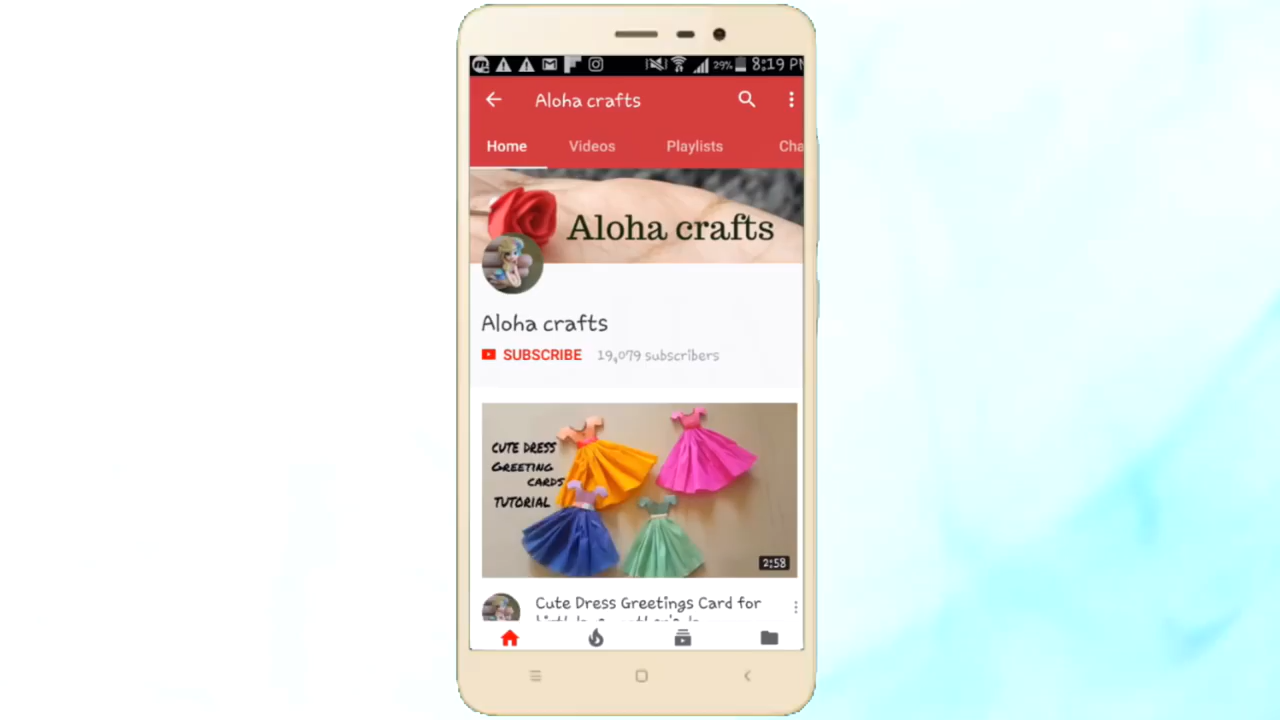 29% 8:19 PM
Aloha crafts
Home Videos Playlists Cha
Aloha crafts
Aloha crafts
SUBSCRIBE 19,079 subscribers
CUTE DRESS
GREETING
CARDS
TUTORIAL
2:58
Cute Dress Greetings Card for